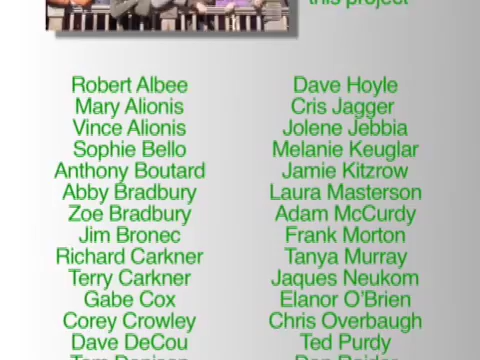 this project
Robert Albee
Mary Alionis
Vince Alionis
Sophie Bello
Anthony Boutard
Abby Bradbury
Zoe Bradbury
Jim Bronec
Richard Carkner
Terry Carkner
Gabe Cox
Corey Crowley
Dave DeCou
Dave Hoyle
Cris Jagger
Jolene Jebbia
Melanie Keuglar
Jamie Kitzrow
Laura Masterson
Adam McCurdy
Frank Morton
Tanya Murray
Jaques Neukom
Elanor O'Brien
Chris Overbaugh
Ted Purdy